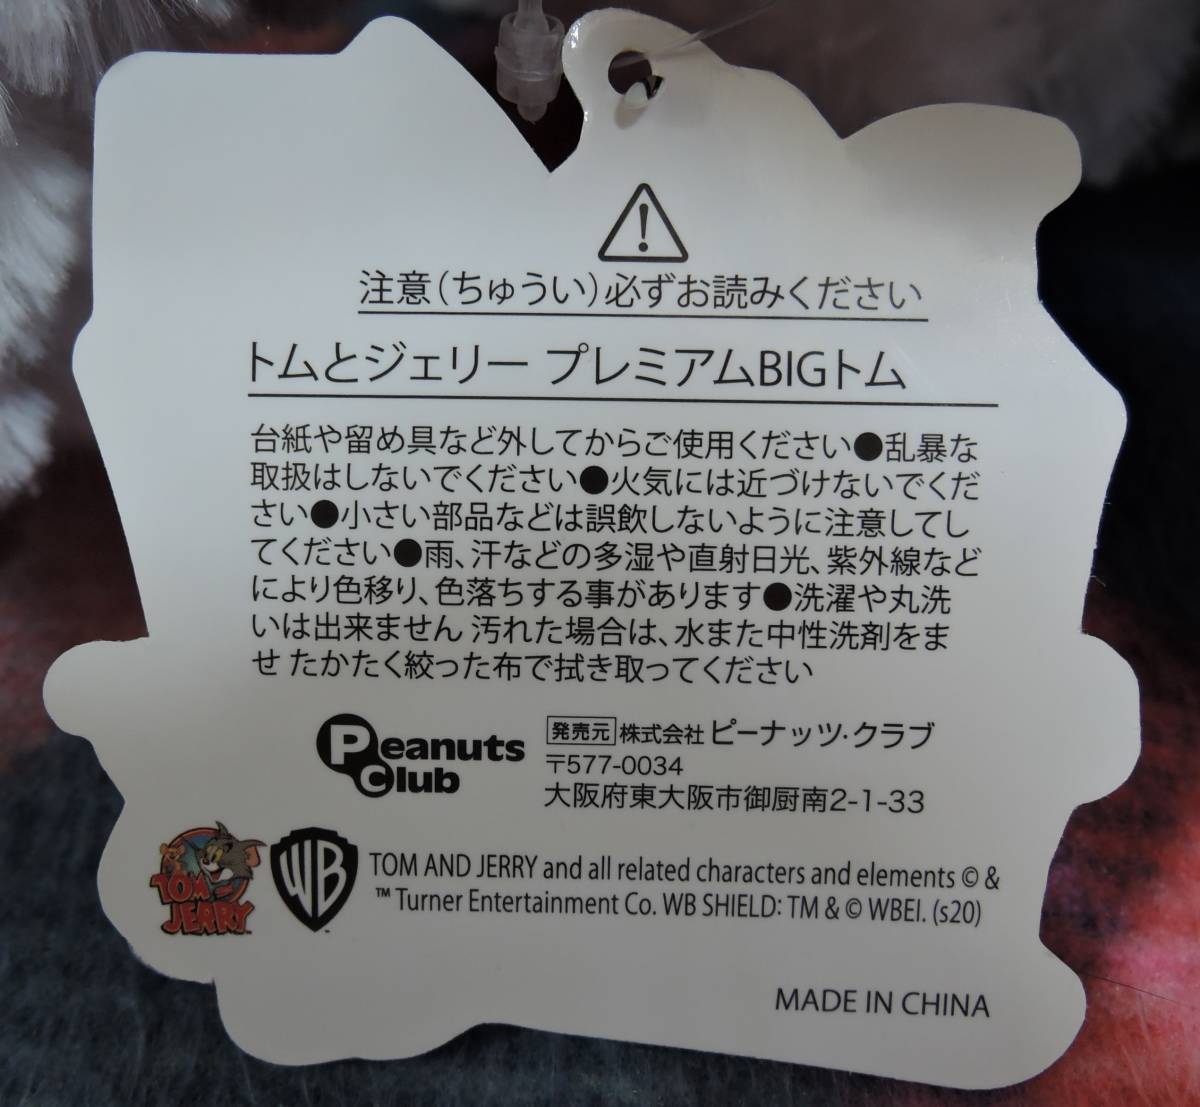 注意(ちゅうい)必ずお読みください
トムとジェリー プレミアムBIGトム
台紙や留め具など外してからご使用ください●乱暴な
取扱はしないでください●火気には近づけないでくだ
さい●小さい部品などは誤飲しないように注意してし
てください●雨、汗などの多湿や直射日光、紫外線など
により色移り、色落ちする事があります●洗濯や丸洗
いは出来ません 汚れた場合は、水また中性洗剤をま
せ たかたく絞った布で拭き取ってください
Peanuts
Club
発売元 株式会社 ピーナッツ・クラブ
〒577-0034
大阪府東大阪市御厨南2-1-33
TOM AND
JERRY
WB
TOM AND JERRY and all related characters and elements © &
™ Turner Entertainment Co. WB SHIELD: TM & © WBEI. (s20)
MADE IN CHINA